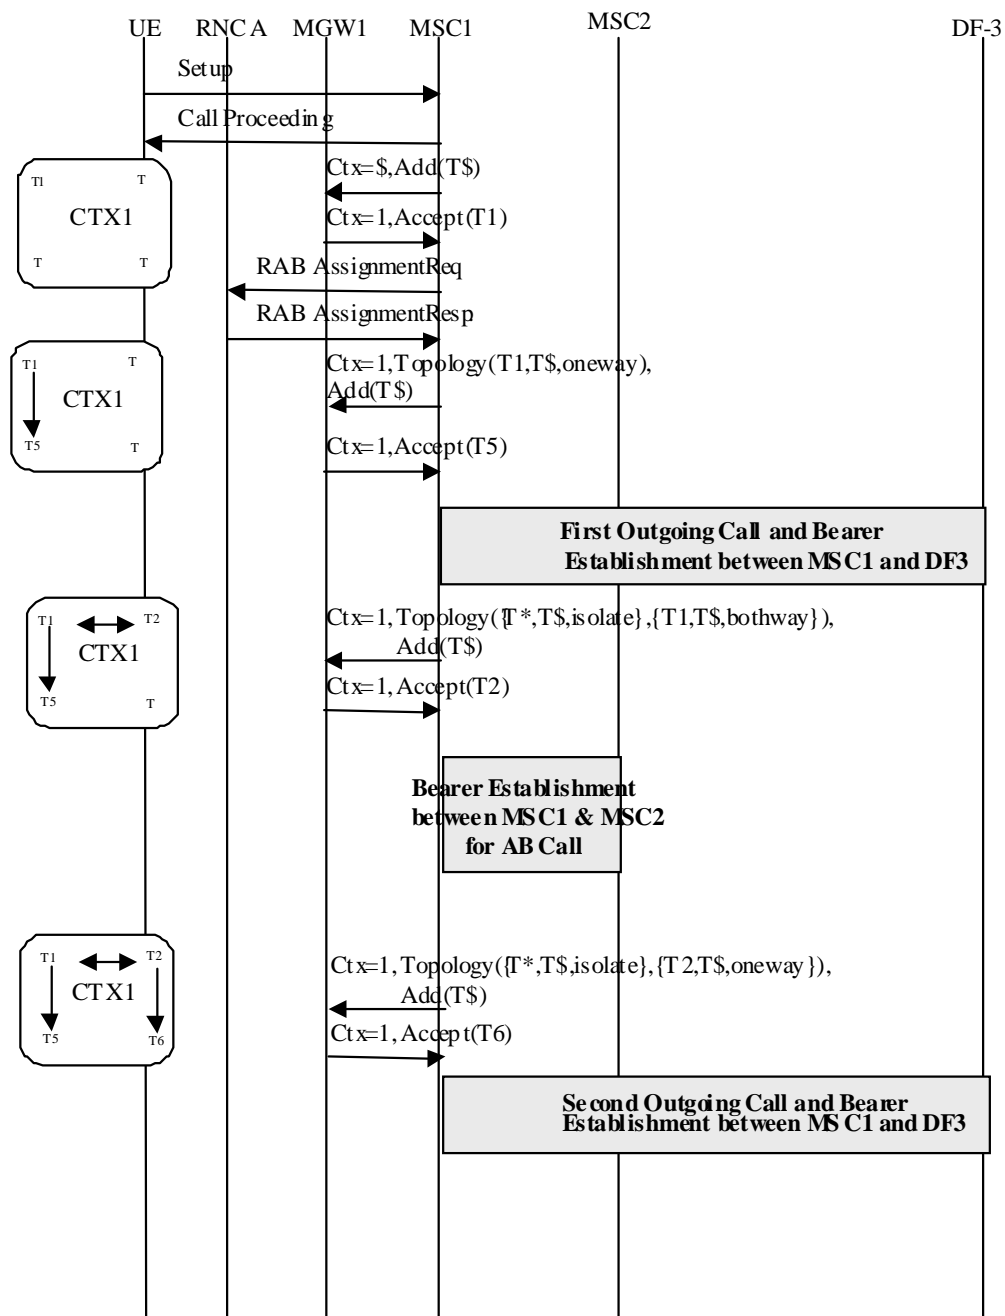 UE RNC A MGW1 MSC1 MSC2 DF-3
Setup
Call Proceeding
Ctx=$, Add(T$)
T1 T
CTX1
T T
Ctx=1, Accept(T1)
RAB AssignmentReq
RAB AssignmentResp
T1 T
CTX1
T5 T
Ctx=1, Topology(T1,T$,oneway),
Add(T$)
Ctx=1, Accept(T5)
First Outgoing Call and Bearer
Establishment between MSC1 and DF3
T1 T2
CTX1
T5 T
Ctx=1, Topology({T*,T$,isolate},{T1,T$,bothway}),
Add(T$)
Ctx=1, Accept(T2)
Bearer Establishment
between MSC1 & MSC2
for AB Call
T1 T2
CTX1
T5 T6
Ctx=1, Topology({T*,T$,isolate},{T2,T$,oneway}),
Add(T$)
Ctx=1, Accept(T6)
Second Outgoing Call and Bearer
Establishment between MSC1 and DF3